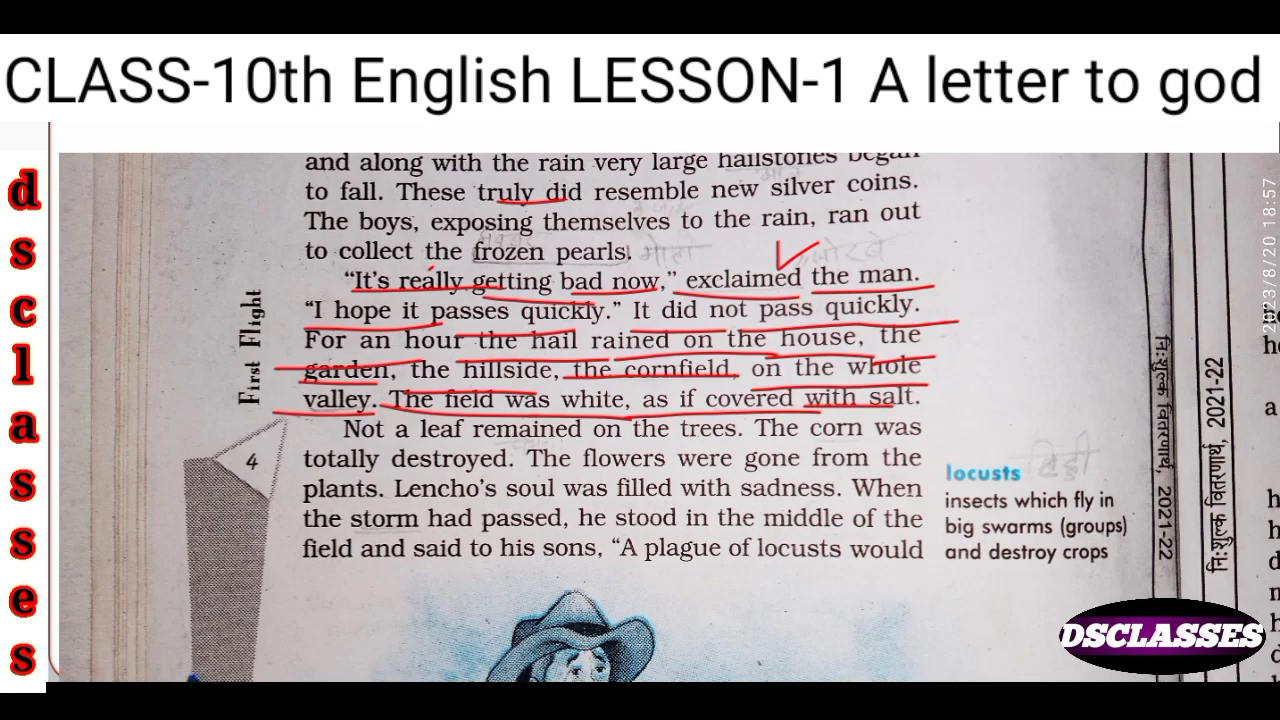 CLASS-10th English LESSON-1 A letter to god
dsclasses
and along with the rain very large hailstones began
to fall. These truly did resemble new silver coins.
The boys, exposing themselves to the rain, ran out
to collect the frozen pearls.
“It’s really getting bad now,” exclaimed the man.
“I hope it passes quickly.” It did not pass quickly.
For an hour the hail rained on the house, the
garden, the hillside, the cornfield, on the whole
valley. The field was white, as if covered with salt.
Not a leaf remained on the trees. The corn was
totally destroyed. The flowers were gone from the
plants. Lencho’s soul was filled with sadness. When
the storm had passed, he stood in the middle of the
field and said to his sons, “A plague of locusts would
First Flight
4
locusts
insects which fly in
big swarms (groups)
and destroy crops
नि:शुल्क वितरणार्थ, 2021-22
नि:शुल्क वितरणार्थ, 2021-22
2023/8/20 18:57
a
DSCLASSES